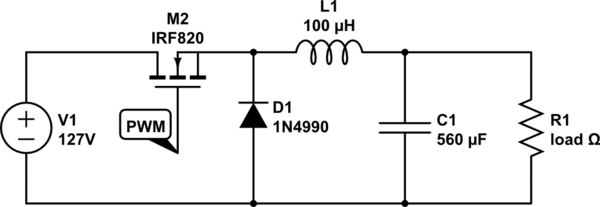 M2
IRF820
L1
100 µH
V1
127V
+
−
PWM
D1
1N4990
C1
560 µF
R1
load Ω